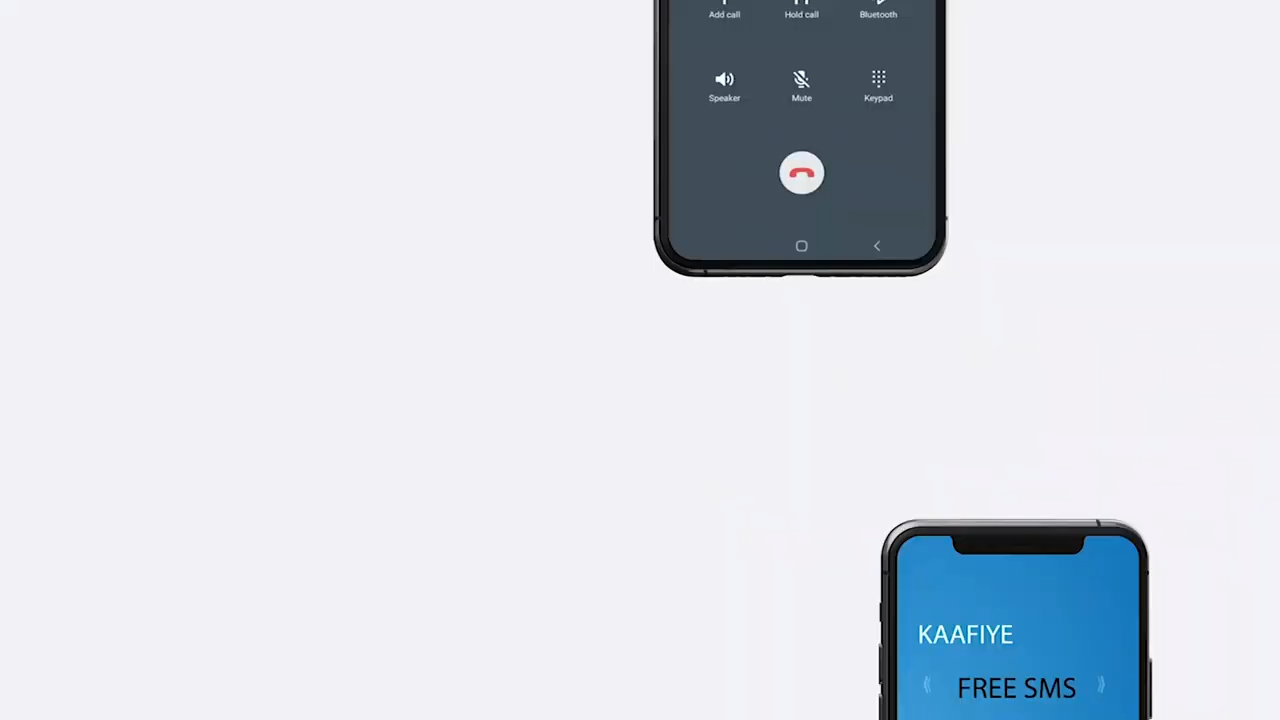 Add call Hold call Bluetooth
Speaker Mute Keypad
KAAFIYE
FREE SMS